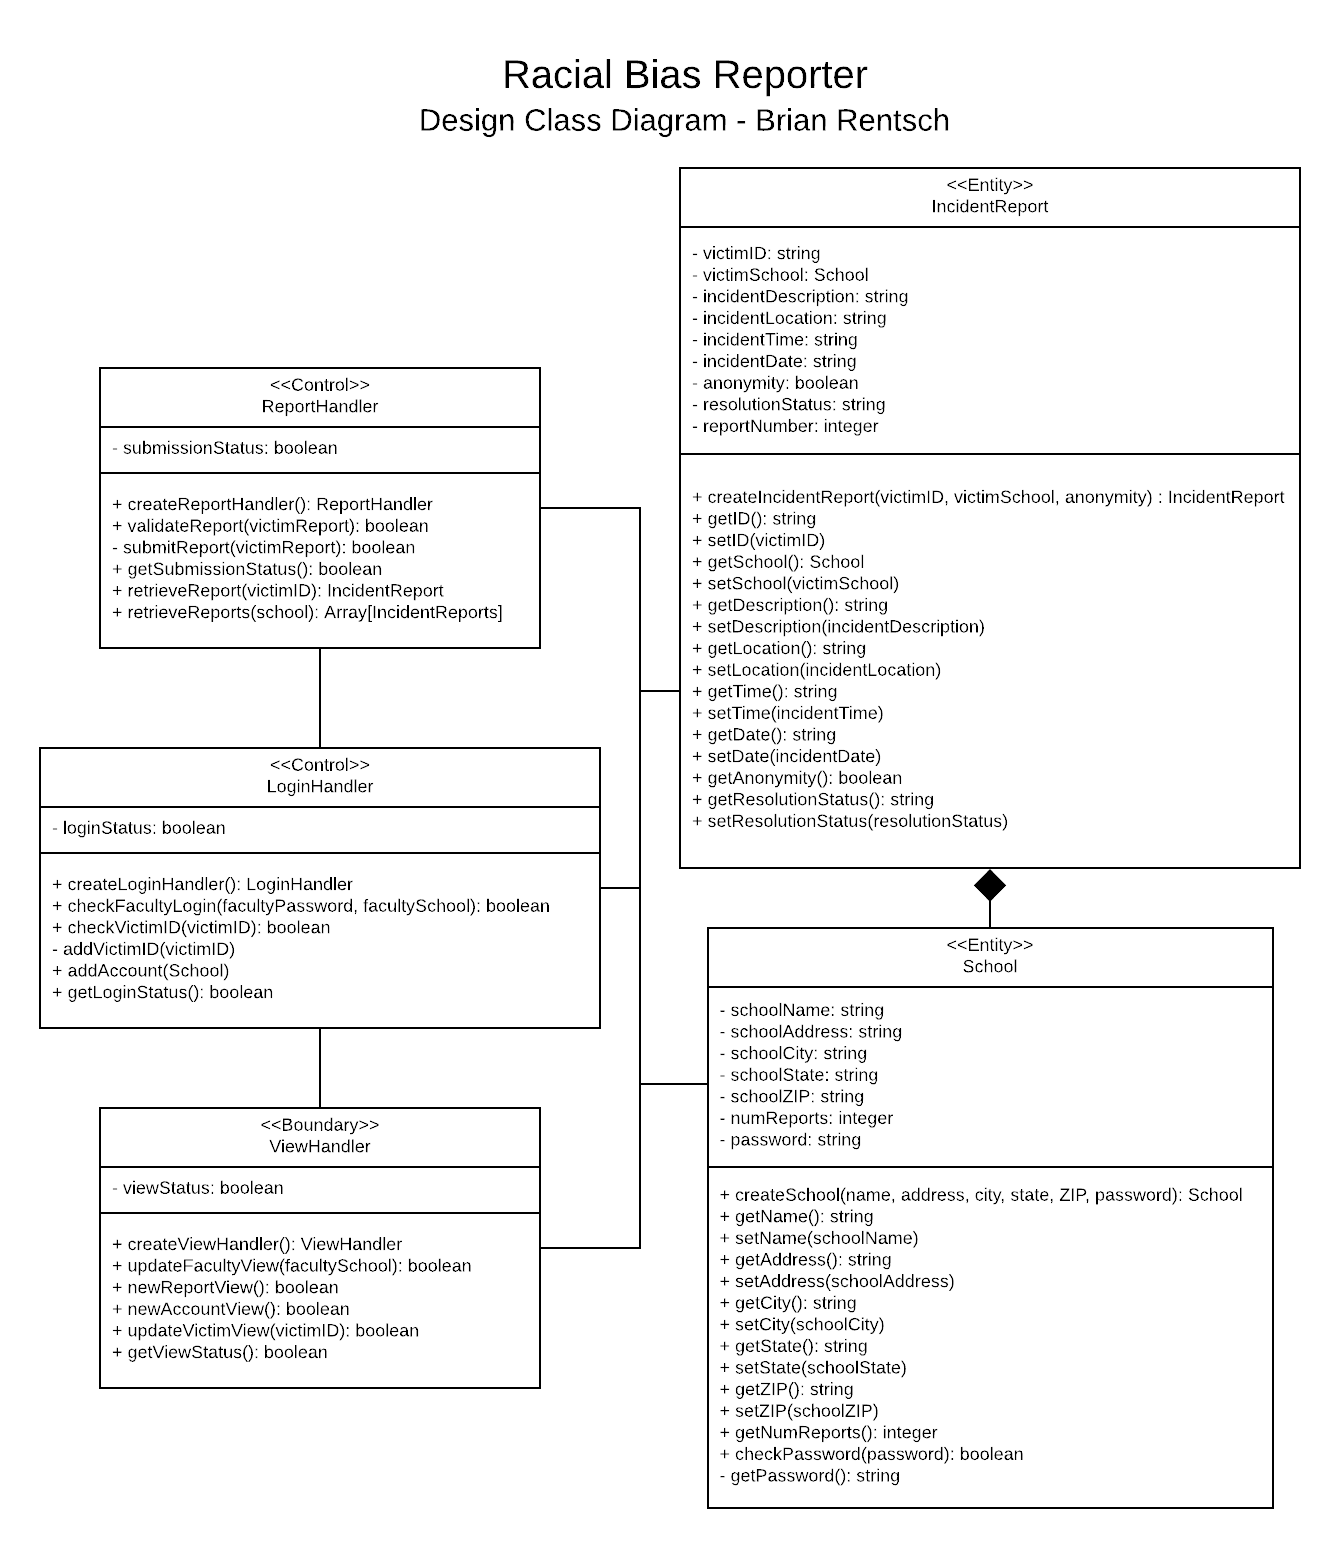 Racial Bias Reporter
Design Class Diagram - Brian Rentsch
<<Entity>>
IncidentReport
- victimID: string
- victimSchool: School
- incidentDescription: string
- incidentLocation: string
- incidentTime: string
- incidentDate: string
- anonymity: boolean
- resolutionStatus: string
- reportNumber: integer
+ createIncidentReport(victimID, victimSchool, anonymity) : IncidentReport
+ getID(): string
+ setID(victimID)
+ getSchool(): School
+ setSchool(victimSchool)
+ getDescription(): string
+ setDescription(incidentDescription)
+ getLocation(): string
+ setLocation(incidentLocation)
+ getTime(): string
+ setTime(incidentTime)
+ getDate(): string
+ setDate(incidentDate)
+ getAnonymity(): boolean
+ getResolutionStatus(): string
+ setResolutionStatus(resolutionStatus)
<<Control>>
ReportHandler
- submissionStatus: boolean
+ createReportHandler(): ReportHandler
+ validateReport(victimReport): boolean
- submitReport(victimReport): boolean
+ getSubmissionStatus(): boolean
+ retrieveReport(victimID): IncidentReport
+ retrieveReports(school): Array[IncidentReports]
<<Control>>
LoginHandler
- loginStatus: boolean
+ createLoginHandler(): LoginHandler
+ checkFacultyLogin(facultyPassword, facultySchool): boolean
+ checkVictimID(victimID): boolean
- addVictimID(victimID)
+ addAccount(School)
+ getLoginStatus(): boolean
<<Boundary>>
ViewHandler
- viewStatus: boolean
+ createViewHandler(): ViewHandler
+ updateFacultyView(facultySchool): boolean
+ newReportView(): boolean
+ newAccountView(): boolean
+ updateVictimView(victimID): boolean
+ getViewStatus(): boolean
<<Entity>>
School
- schoolName: string
- schoolAddress: string
- schoolCity: string
- schoolState: string
- schoolZIP: string
- numReports: integer
- password: string
+ createSchool(name, address, city, state, ZIP, password): School
+ getName(): string
+ setName(schoolName)
+ getAddress(): string
+ setAddress(schoolAddress)
+ getCity(): string
+ setCity(schoolCity)
+ getState(): string
+ setState(schoolState)
+ getZIP(): string
+ setZIP(schoolZIP)
+ getNumReports(): integer
+ checkPassword(password): boolean
- getPassword(): string